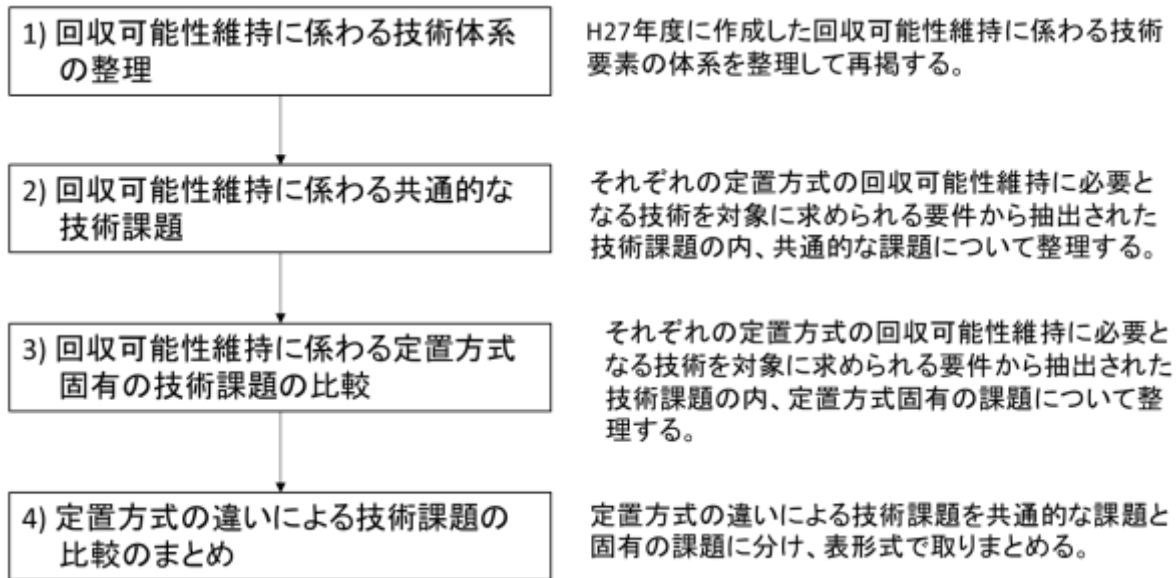 1) 回収可能性維持に係わる技術体系
の整理
H27年度に作成した回収可能性維持に係わる技術
要素の体系を整理して再掲する。
2) 回収可能性維持に係わる共通的な
技術課題
それぞれの定置方式の回収可能性維持に必要と
なる技術を対象に求められる要件から抽出された
技術課題の内、共通的な課題について整理する。
3) 回収可能性維持に係わる定置方式
固有の技術課題の比較
それぞれの定置方式の回収可能性維持に必要と
なる技術を対象に求められる要件から抽出された
技術課題の内、定置方式固有の課題について整
理する。
4) 定置方式の違いによる技術課題の
比較のまとめ
定置方式の違いによる技術課題を共通的な課題と
固有の課題に分け、表形式で取りまとめる。